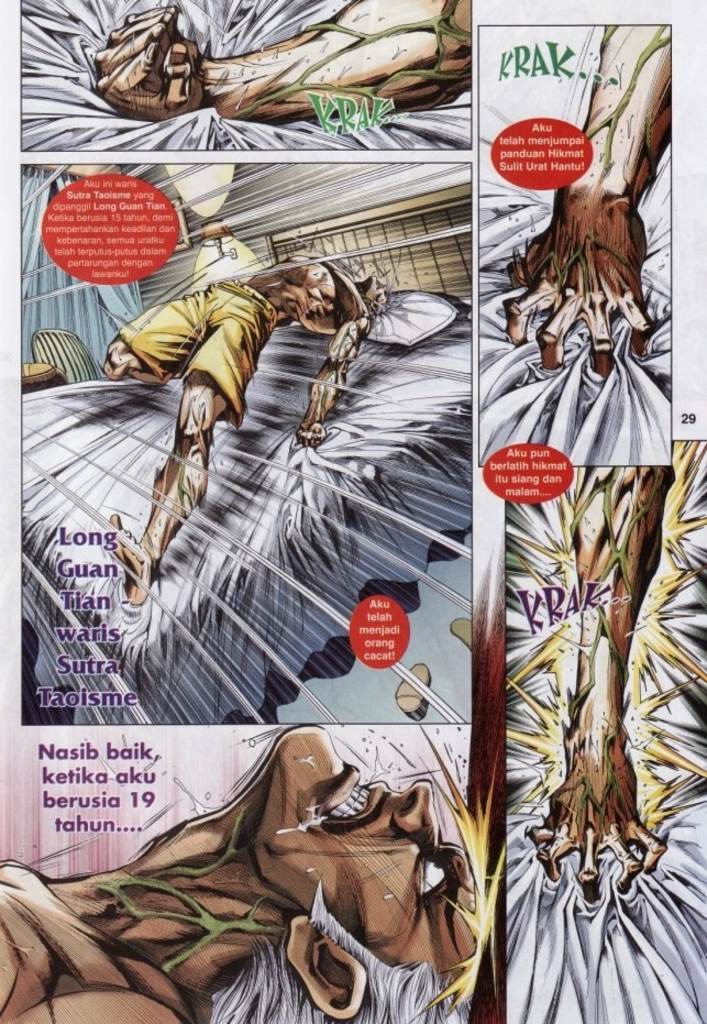 KRAK...
Aku ini waris
Sutra Taoisme yang
dipanggil Long Guan Tian.
Ketika berusia 15 tahun, demi
mempertahankan keadilan dan
kebenaran, semua uratku
telah terputus-putus dalam
pertarungan dengan
lawanku!
Long
Guan
Tian -
waris
Sutra
Taoisme
Aku
telah
menjadi
orang
cacat!
Nasib baik,
ketika aku
berusia 19
tahun....
KRAK...
Aku
telah menjumpai
panduan Hikmat
Sulit Urat Hantu!
29
Aku pun
berlatih hikmat
itu siang dan
malam....
KRAK...